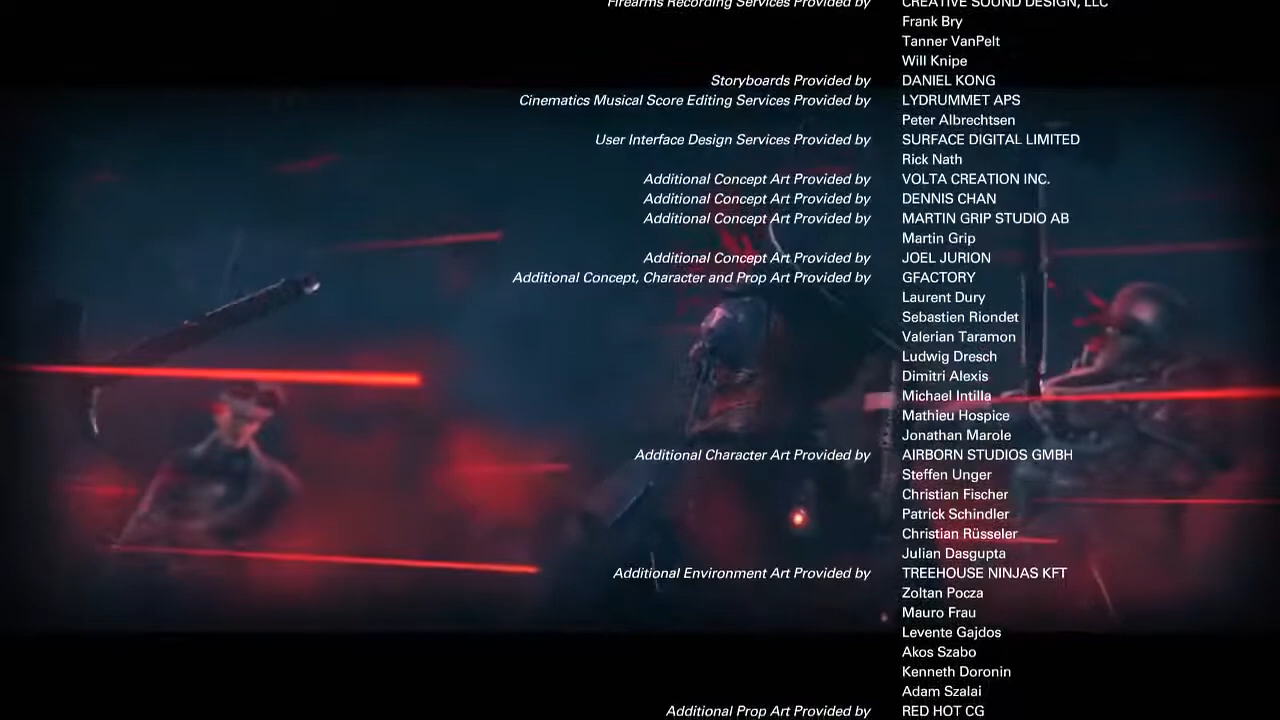 Firearms Recording Services Provided by CREATIVE SOUND DESIGN, LLC
Frank Bry
Tanner VanPelt
Will Knipe
Storyboards Provided by DANIEL KONG
Cinematics Musical Score Editing Services Provided by LYDRUMMET APS
Peter Albrechtsen
User Interface Design Services Provided by SURFACE DIGITAL LIMITED
Rick Nath
Additional Concept Art Provided by VOLTA CREATION INC.
Additional Concept Art Provided by DENNIS CHAN
Additional Concept Art Provided by MARTIN GRIP STUDIO AB
Martin Grip
Additional Concept Art Provided by JOEL JURION
Additional Concept, Character and Prop Art Provided by GFACTORY
Laurent Dury
Sebastien Riondet
Valerian Taramon
Ludwig Dresch
Dimitri Alexis
Michael Intilla
Mathieu Hospice
Jonathan Marole
Additional Character Art Provided by AIRBORN STUDIOS GMBH
Steffen Unger
Christian Fischer
Patrick Schindler
Christian Rüsseler
Julian Dasgupta
Additional Environment Art Provided by TREEHOUSE NINJAS KFT
Zoltan Pocza
Mauro Frau
Levente Gajdos
Akos Szabo
Kenneth Doronin
Adam Szalai
Additional Prop Art Provided by RED HOT CG